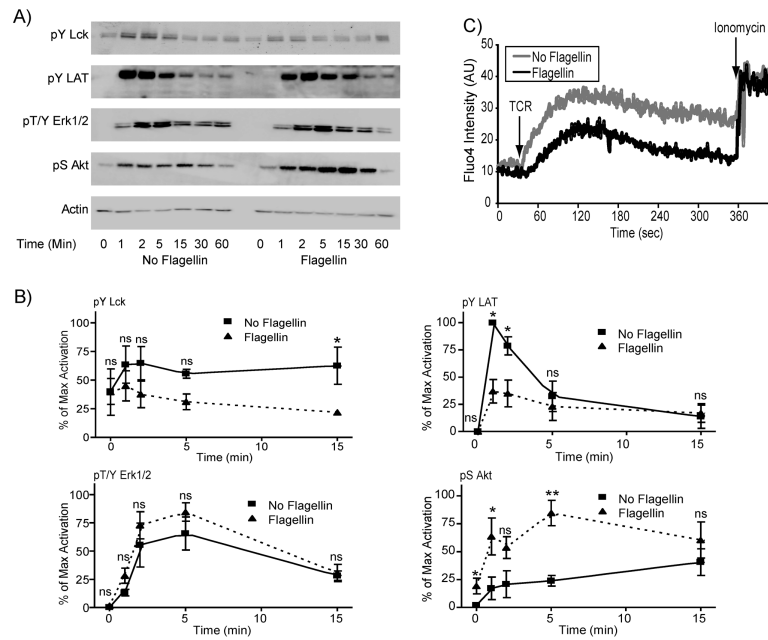 A)
pY Lck
pY LAT
pT/Y Erk1/2
pS Akt
Actin
Time (Min) 0 1 2 5 15 30 60 0 1 2 5 15 30 60
No Flagellin Flagellin
C)
Ionomycin
No Flagellin
Flagellin
TCR
Fluo4 Intensity (AU)
50
40
30
20
10
0
0 60 120 180 240 300 360
Time (sec)
B)
pY Lck
% of Max Activation
100
75
50
25
0
ns ns ns ns *
No Flagellin
Flagellin
0 5 10 15
Time (min)
pY LAT
% of Max Activation
100
75
50
25
0
ns * * ns ns
No Flagellin
Flagellin
0 5 10 15
Time (min)
pT/Y Erk1/2
% of Max Activation
100
75
50
25
0
ns ns ns ns ns
No Flagellin
Flagellin
0 5 10 15
Time (min)
pS Akt
% of Max Activation
100
75
50
25
0
* * ns ** ns
No Flagellin
Flagellin
0 5 10 15
Time (min)